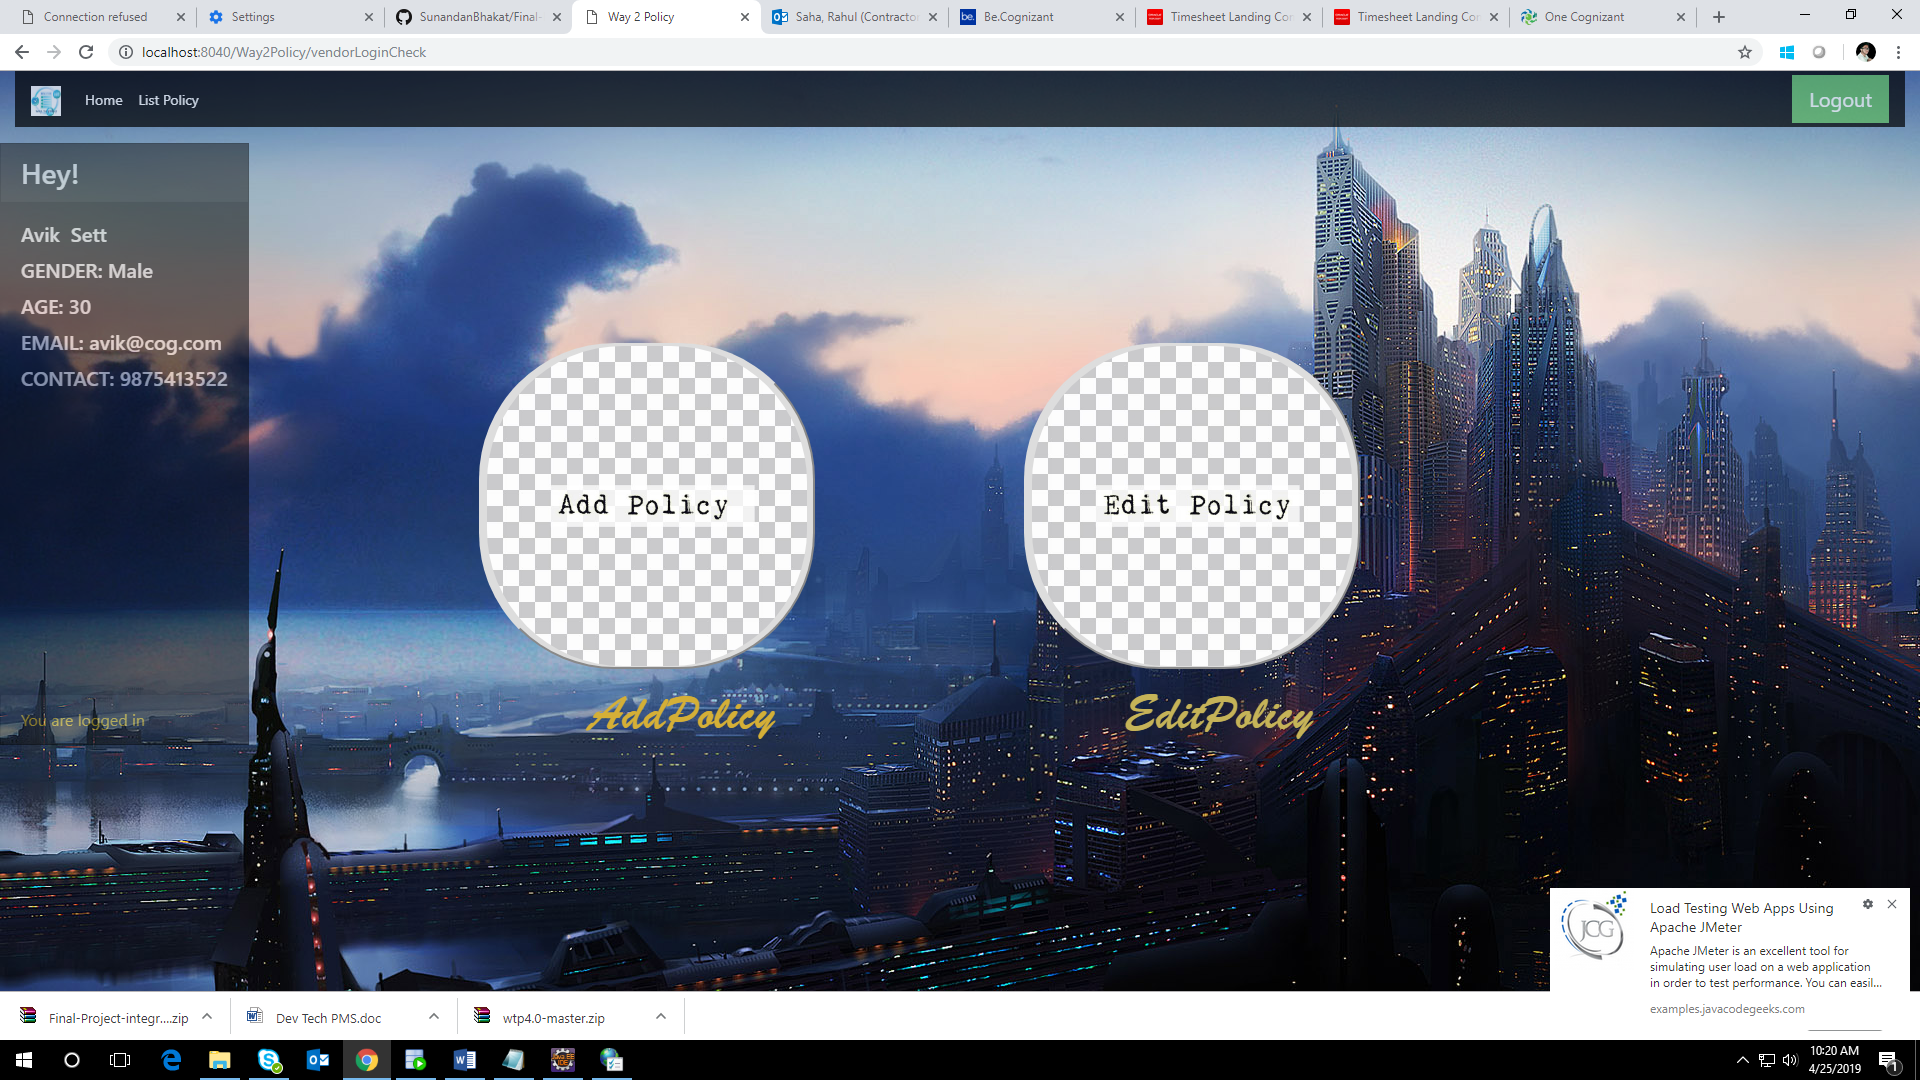 Connection refused
Settings
SunandanBhakat/Final-
Way 2 Policy
Saha, Rahul (Contractor
Be.Cognizant
Timesheet Landing Co
Timesheet Landing Co
One Cognizant
localhost:8040/Way2Policy/vendorLoginCheck
Home List Policy
Logout
Hey!
Avik Sett
GENDER: Male
AGE: 30
EMAIL: avik@cog.com
CONTACT: 9875413522
You are logged in
Add Policy
Edit Policy
AddPolicy
EditPolicy
JCG
Load Testing Web Apps Using
Apache JMeter
Apache JMeter is an excellent tool for
simulating user load on a web application
in order to test performance. You can easil...
examples.javacodegeeks.com
Final-Project-integr....zip
Dev Tech PMS.doc
wtp4.0-master.zip
10:20 AM
4/25/2019
1